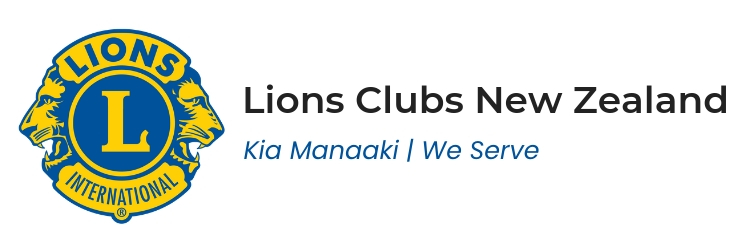 LIONS
L
INTERNATIONAL
®
Lions Clubs New Zealand
Kia Manaaki | We Serve